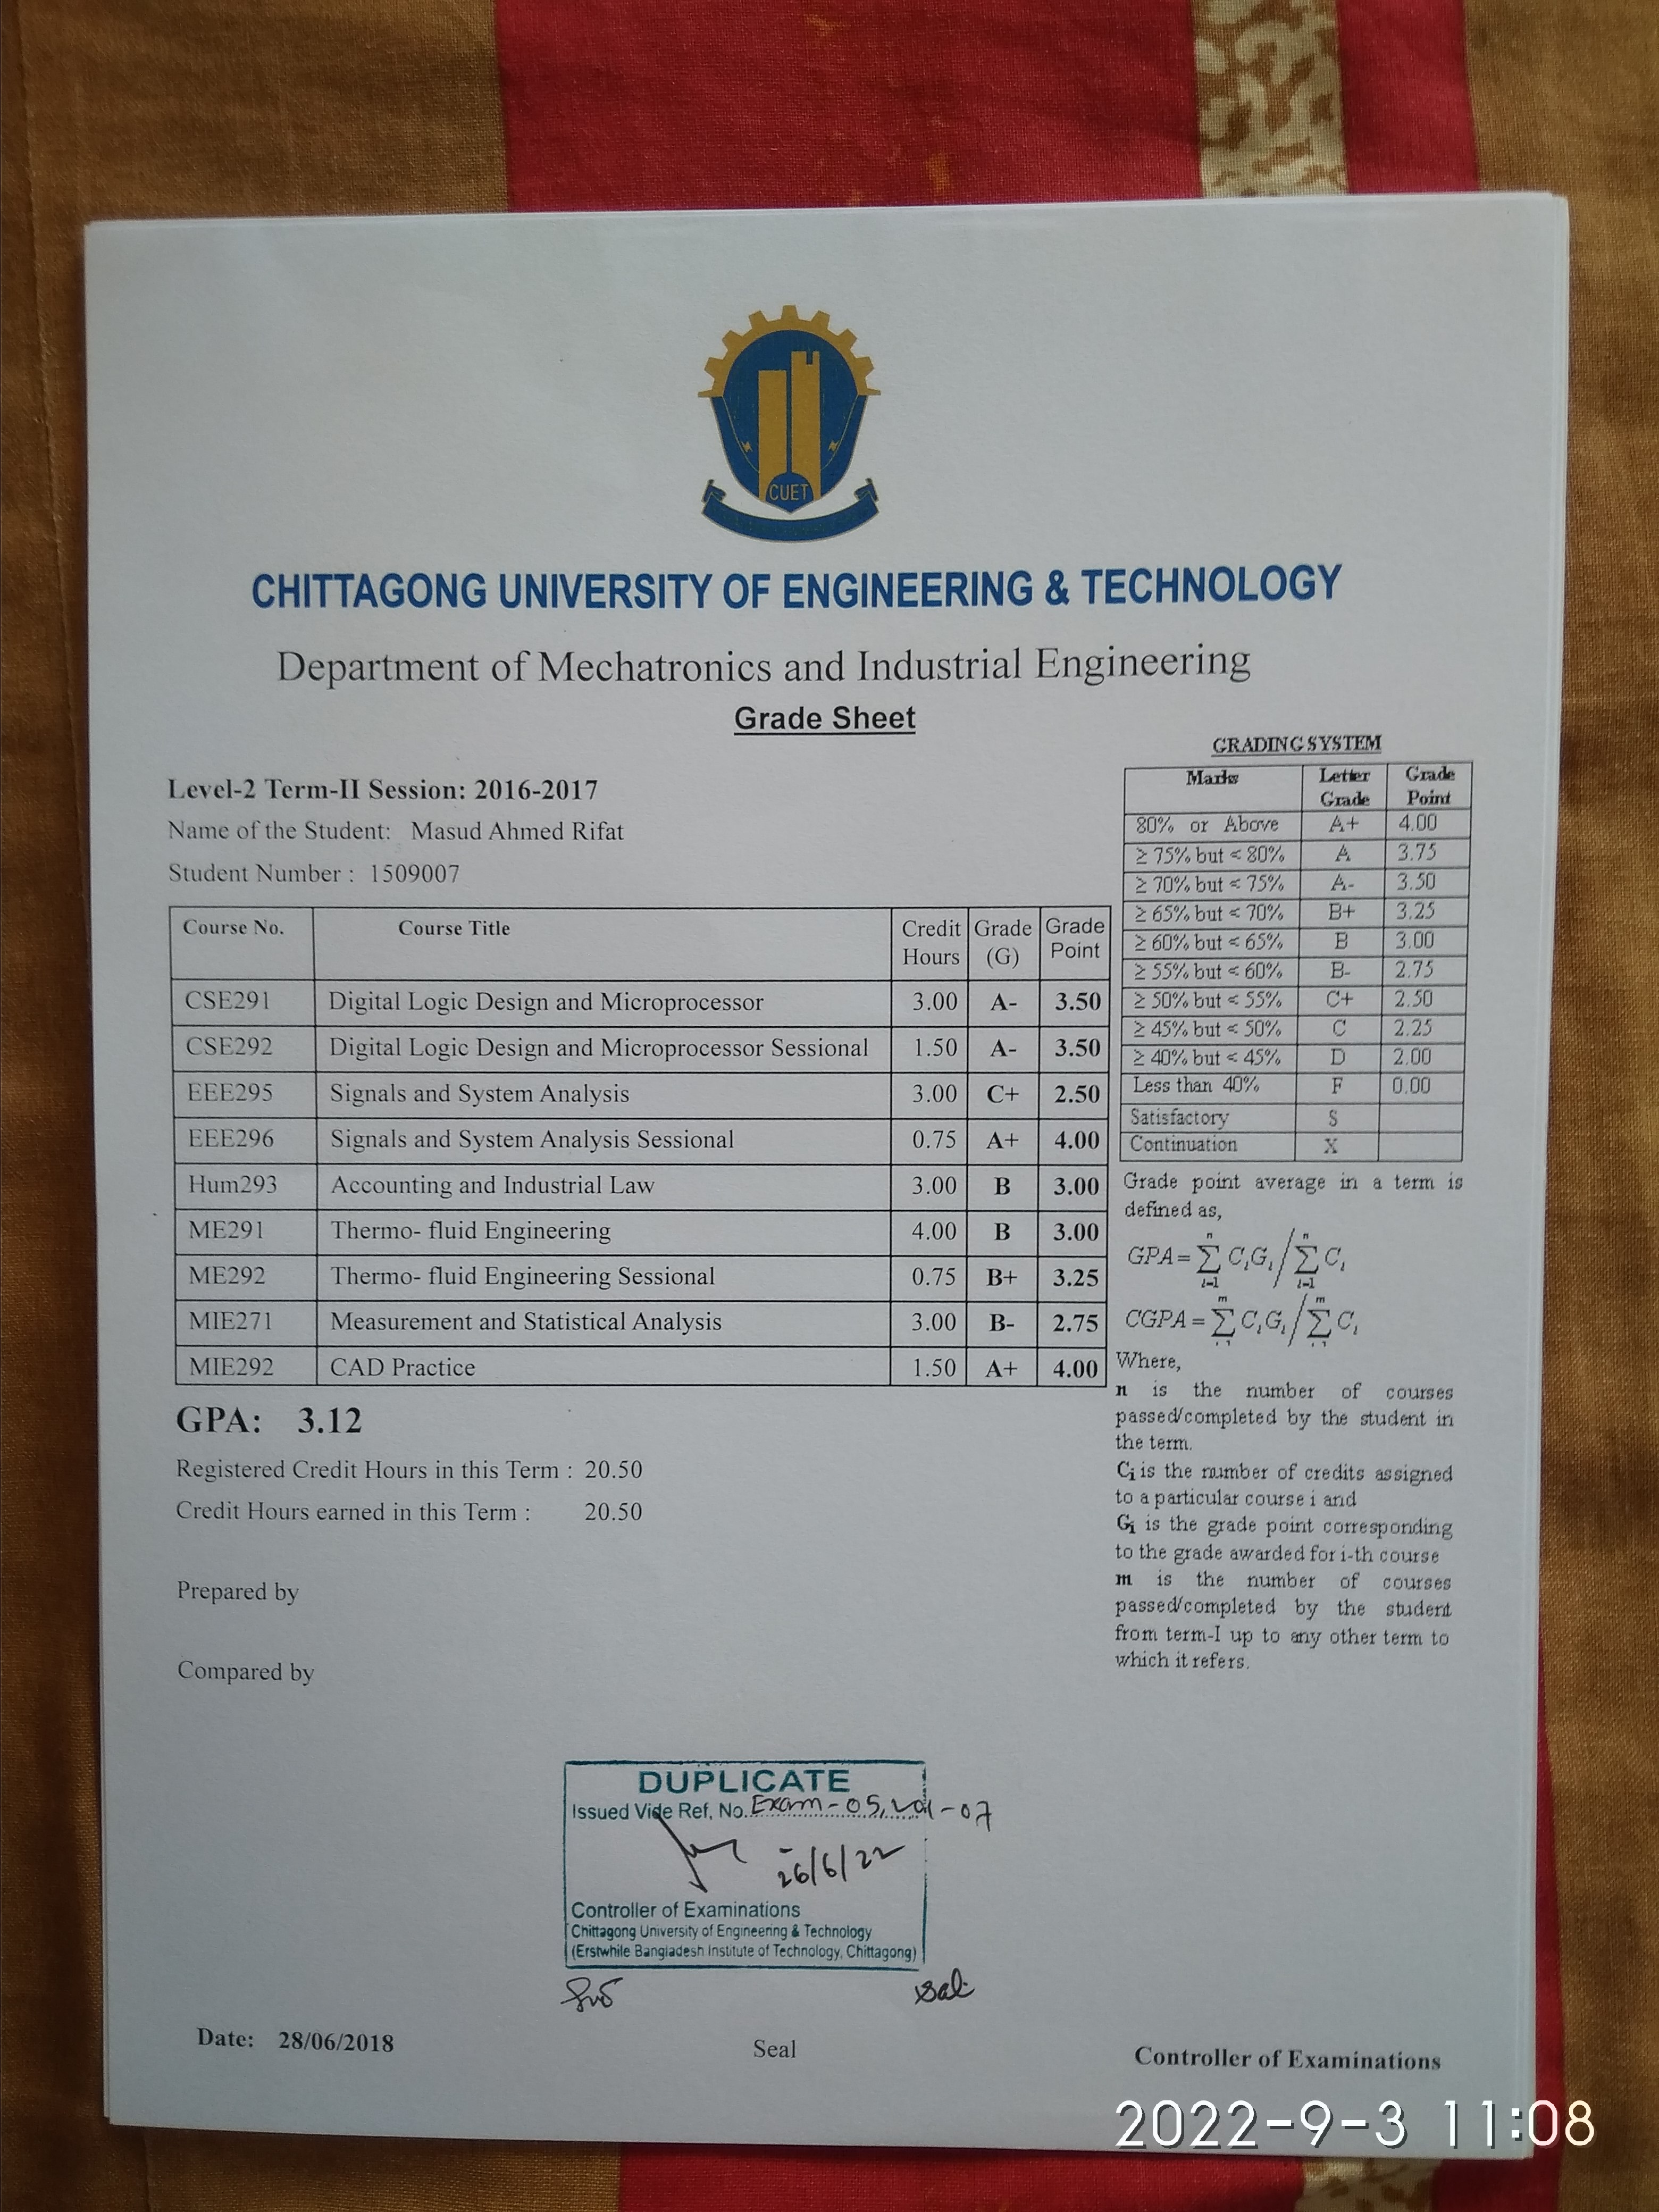 CUET
CHITTAGONG UNIVERSITY OF ENGINEERING & TECHNOLOGY
Department of Mechatronics and Industrial Engineering
Grade Sheet
Level-2 Term-II Session: 2016-2017
Name of the Student: Masud Ahmed Rifat
Student Number : 1509007
Course No. Course Title Credit Hours Grade (G) Grade Point
CSE291 Digital Logic Design and Microprocessor 3.00 A- 3.50
CSE292 Digital Logic Design and Microprocessor Sessional 1.50 A- 3.50
EEE295 Signals and System Analysis 3.00 C+ 2.50
EEE296 Signals and System Analysis Sessional 0.75 A+ 4.00
Hum293 Accounting and Industrial Law 3.00 B 3.00
ME291 Thermo- fluid Engineering 4.00 B 3.00
ME292 Thermo- fluid Engineering Sessional 0.75 B+ 3.25
MIE271 Measurement and Statistical Analysis 3.00 B- 2.75
MIE292 CAD Practice 1.50 A+ 4.00
GPA: 3.12
Registered Credit Hours in this Term : 20.50
Credit Hours earned in this Term : 20.50
Prepared by
Compared by
GRADING SYSTEM
Marks Letter Grade Grade Point
80% or Above A+ 4.00
≥ 75% but < 80% A 3.75
≥ 70% but < 75% A- 3.50
≥ 65% but < 70% B+ 3.25
≥ 60% but < 65% B 3.00
≥ 55% but < 60% B- 2.75
≥ 50% but < 55% C+ 2.50
≥ 45% but < 50% C 2.25
≥ 40% but < 45% D 2.00
Less than 40% F 0.00
Satisfactory S
Continuation X
Grade point average in a term is
defined as,
GPA = ∑ᵢ₌₁ⁿ CᵢGᵢ / ∑ᵢ₌₁ⁿ Cᵢ
CGPA = ∑ᵐ CᵢGᵢ / ∑ᵐ Cᵢ
Where,
n is the number of courses
passed/completed by the student in
the term.
Cᵢ is the number of credits assigned
to a particular course i and
Gᵢ is the grade point corresponding
to the grade awarded for i-th course
m is the number of courses
passed/completed by the student
from term-I up to any other term to
which it refers.
DUPLICATE
Issued Vide Ref. No. Exam-05,
26/6/22
Controller of Examinations
Chittagong University of Engineering & Technology
(Erstwhile Bangladesh Institute of Technology, Chittagong)
Date: 28/06/2018
Seal
Controller of Examinations
2022-9-3 11:08